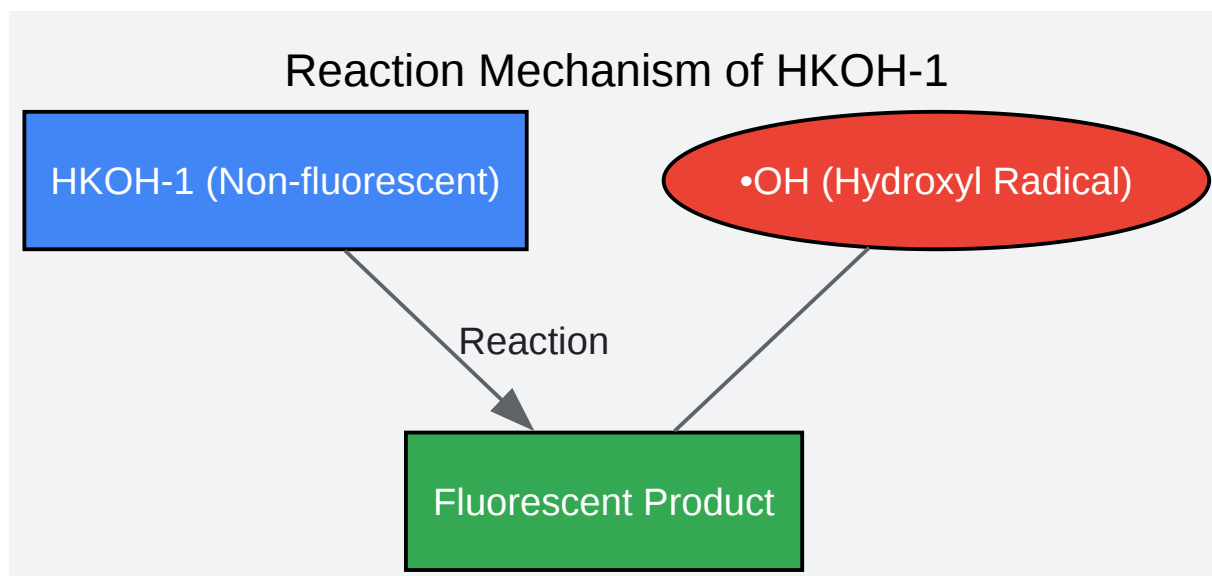 Reaction Mechanism of HKOH-1
HKOH-1 (Non-fluorescent)
•OH (Hydroxyl Radical)
Reaction
Fluorescent Product